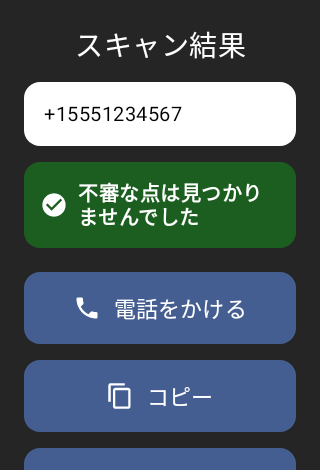 スキャン結果
+15551234567
不審な点は見つかり
ませんでした
電話をかける
コピー